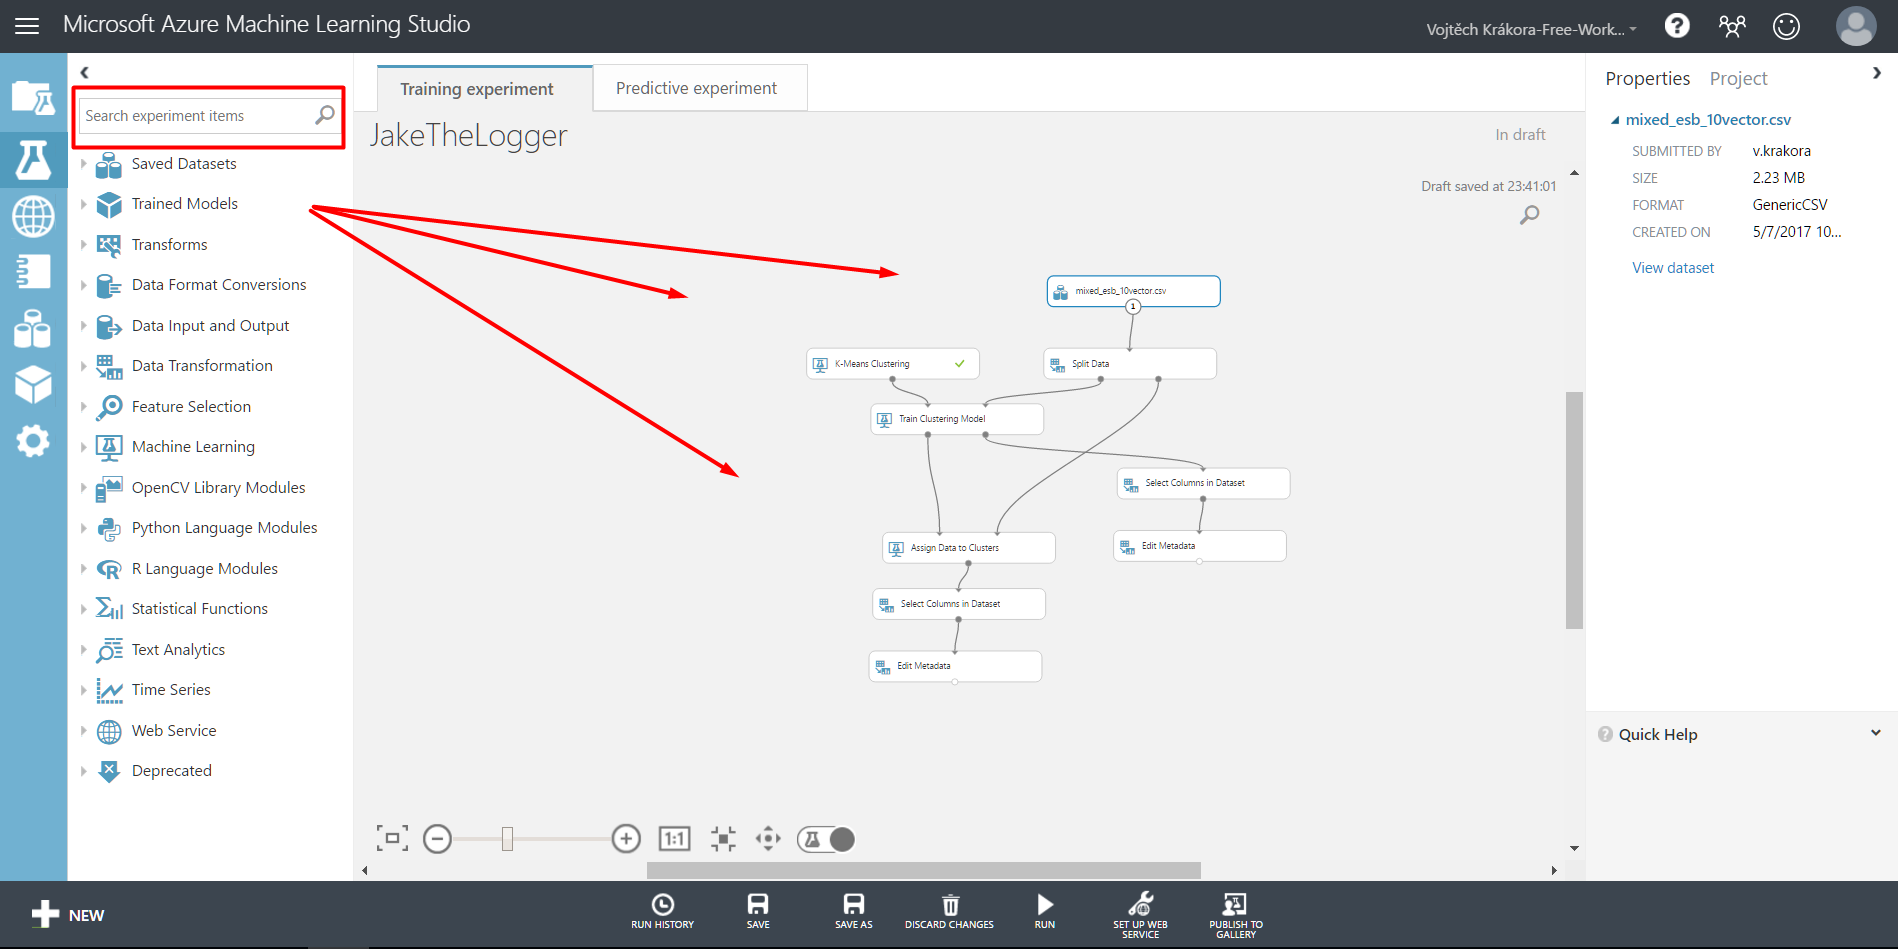 Microsoft Azure Machine Learning Studio
Vojtěch Krákora-Free-Work...
Search experiment items
Saved Datasets
Trained Models
Transforms
Data Format Conversions
Data Input and Output
Data Transformation
Feature Selection
Machine Learning
OpenCV Library Modules
Python Language Modules
R Language Modules
Statistical Functions
Text Analytics
Time Series
Web Service
Deprecated
Training experiment
Predictive experiment
JakeTheLogger
In draft
Draft saved at 23:41:01
mixed_esb_10vector.csv
1
K-Means Clustering
Split Data
Train Clustering Model
Select Columns in Dataset
Assign Data to Clusters
Edit Metadata
Select Columns in Dataset
Edit Metadata
1:1
Properties
Project
mixed_esb_10vector.csv
SUBMITTED BY v.krakora
SIZE 2.23 MB
FORMAT GenericCSV
CREATED ON 5/7/2017 10...
View dataset
Quick Help
NEW
RUN HISTORY
SAVE
SAVE AS
DISCARD CHANGES
RUN
SET UP WEB
SERVICE
PUBLISH TO
GALLERY